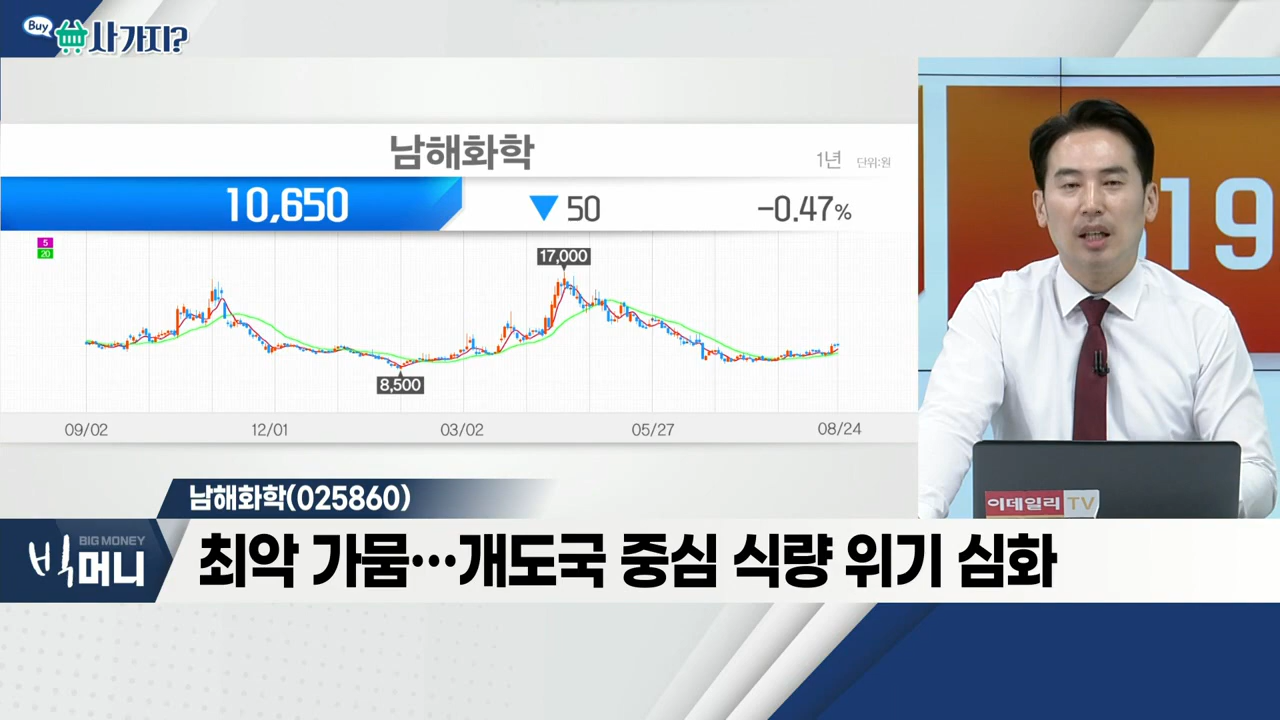 Buy
사 가지?
남해화학
1년 단위:원
10,650 ▼ 50 -0.47%
5
20
17,000
8,500
09/02 12/01 03/02 05/27 08/24
19
이데일리 TV
남해화학(025860)
BIG MONEY
빅머니
최악 가뭄…개도국 중심 식량 위기 심화